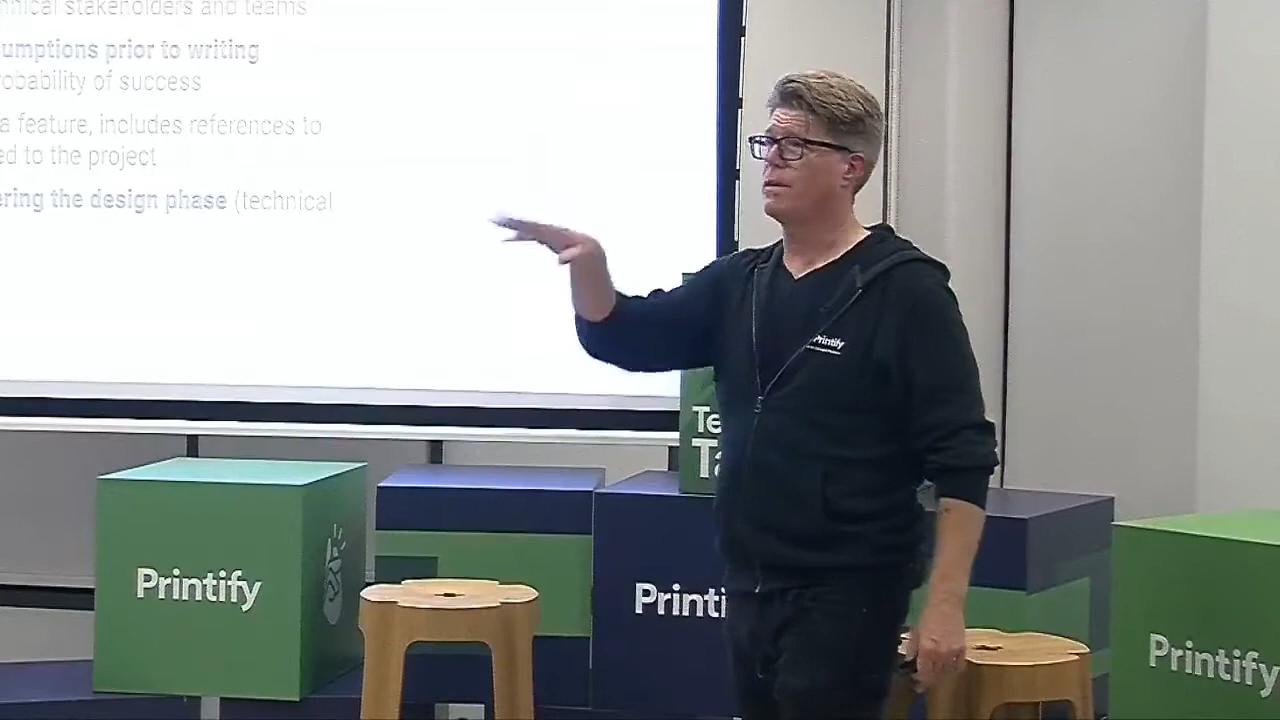 nical stakeholders and teams
umptions prior to writing
robability of success
a feature, includes references to
ed to the project
ering the design phase (technical
Printify
Te
Ta
Printify
Printi
Printify